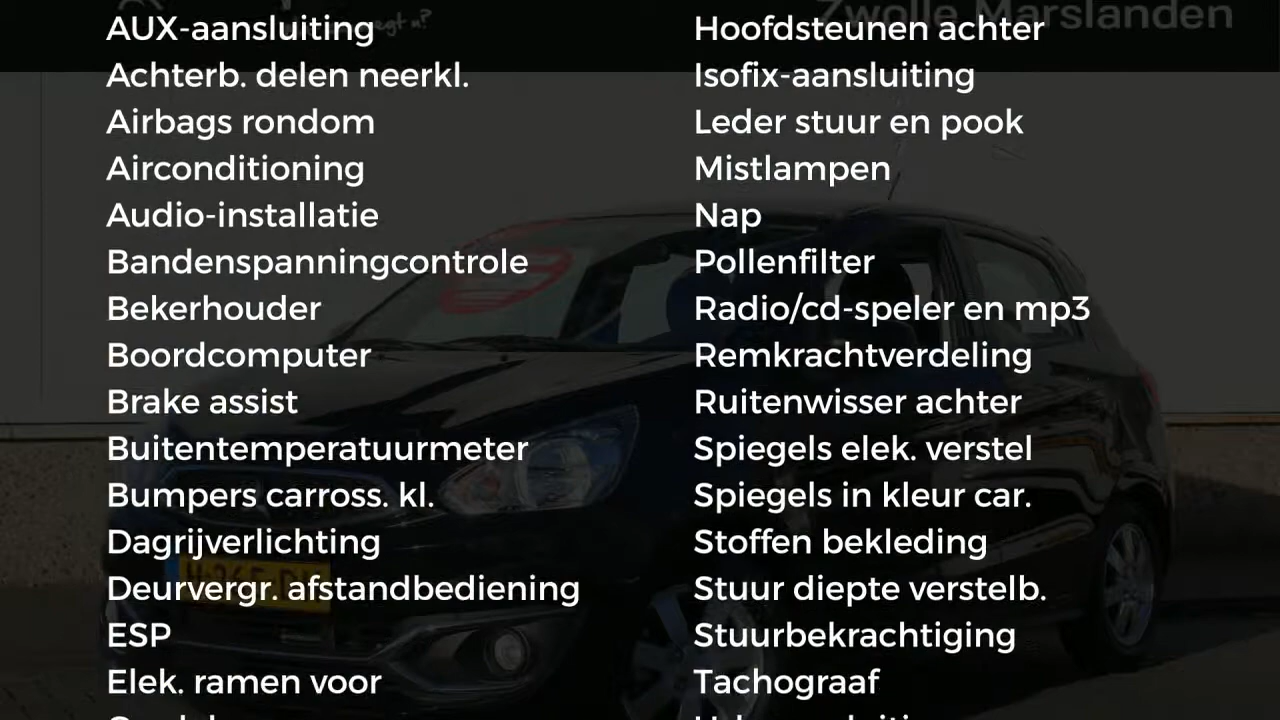 Zwolle Marslanden
AUX-aansluiting
Achterb. delen neerkl.
Airbags rondom
Airconditioning
Audio-installatie
Bandenspanningcontrole
Bekerhouder
Boordcomputer
Brake assist
Buitentemperatuurmeter
Bumpers carross. kl.
Dagrijverlichting
Deurvergr. afstandbediening
ESP
Elek. ramen voor
Hoofdsteunen achter
Isofix-aansluiting
Leder stuur en pook
Mistlampen
Nap
Pollenfilter
Radio/cd-speler en mp3
Remkrachtverdeling
Ruitenwisser achter
Spiegels elek. verstel
Spiegels in kleur car.
Stoffen bekleding
Stuur diepte verstelb.
Stuurbekrachtiging
Tachograaf